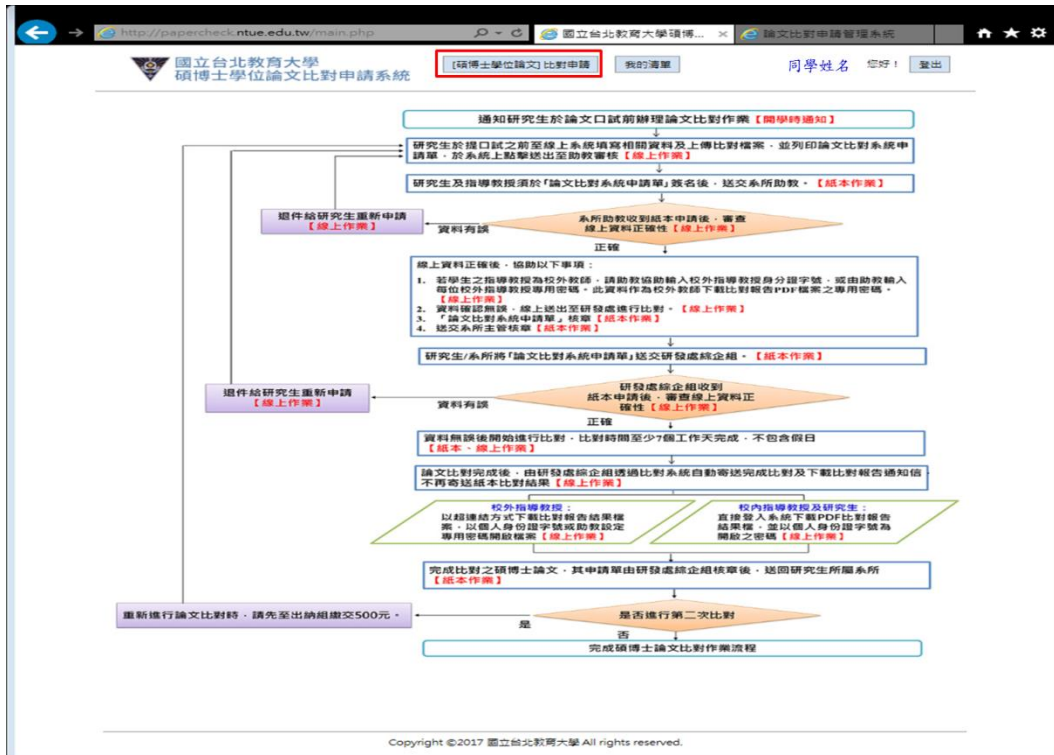 http://papercheck.ntue.edu.tw/main.php
國立台北教育大學碩博...
論文比對申請管理系統
國立台北教育大學
碩博士學位論文比對申請系統
[碩博士學位論文] 比對申請
我的清單
同學姓名
您好！
登出
通知研究生於論文口試前辦理論文比對作業【開學時通知】
研究生於提口試之前至線上系統填寫相關資料及上傳比對檔案，並列印論文比對系統申
請單，於系統上點擊送出至助教審核【線上作業】
研究生及指導教授須於「論文比對系統申請單」簽名後，送交系所助教。【紙本作業】
退件給研究生重新申請
【線上作業】
資料有誤
系所助教收到紙本申請後，審查
線上資料正確性【線上作業】
正確
線上資料正確後，協助以下事項：
1. 若學生之指導教授為校外教師，請助教協助輸入校外指導教授身分證字號，或由助教輸入
每位校外指導教授專用密碼。此資料作為校外教師下載比對報告PDF檔案之專用密碼。
【線上作業】
2. 資料確認無誤，線上送出至研發處進行比對。【線上作業】
3. 「論文比對系統申請單」核章【紙本作業】
4. 送交系所主管核章【紙本作業】
研究生/系所將「論文比對系統申請單」送交研發處綜企組。【紙本作業】
退件給研究生重新申請
【線上作業】
資料有誤
研發處綜企組收到
紙本申請後，審查線上資料正
確性【線上作業】
正確
資料無誤後開始進行比對，比對時間至少7個工作天完成，不包含假日
【紙本、線上作業】
論文比對完成後，由研發處綜企組透過比對系統自動寄送完成比對及下載比對報告通知信，
不再寄送紙本比對結果【線上作業】
校外指導教授：
以超連結方式下載比對報告結果檔
案，以個人身份證字號或助教設定
專用密碼開啟檔案【線上作業】
校內指導教授及研究生：
直接登入系統下載PDF比對報告
結果檔，並以個人身份證字號為
開啟之密碼【線上作業】
完成比對之碩博士論文，其申請單由研發處綜企組核章後，送回研究生所屬系所
【紙本作業】
重新進行論文比對時，請先至出納組繳交500元。
是
是否進行第二次比對
否
完成碩博士論文比對作業流程
Copyright ©2017 國立台北教育大學 All rights reserved.